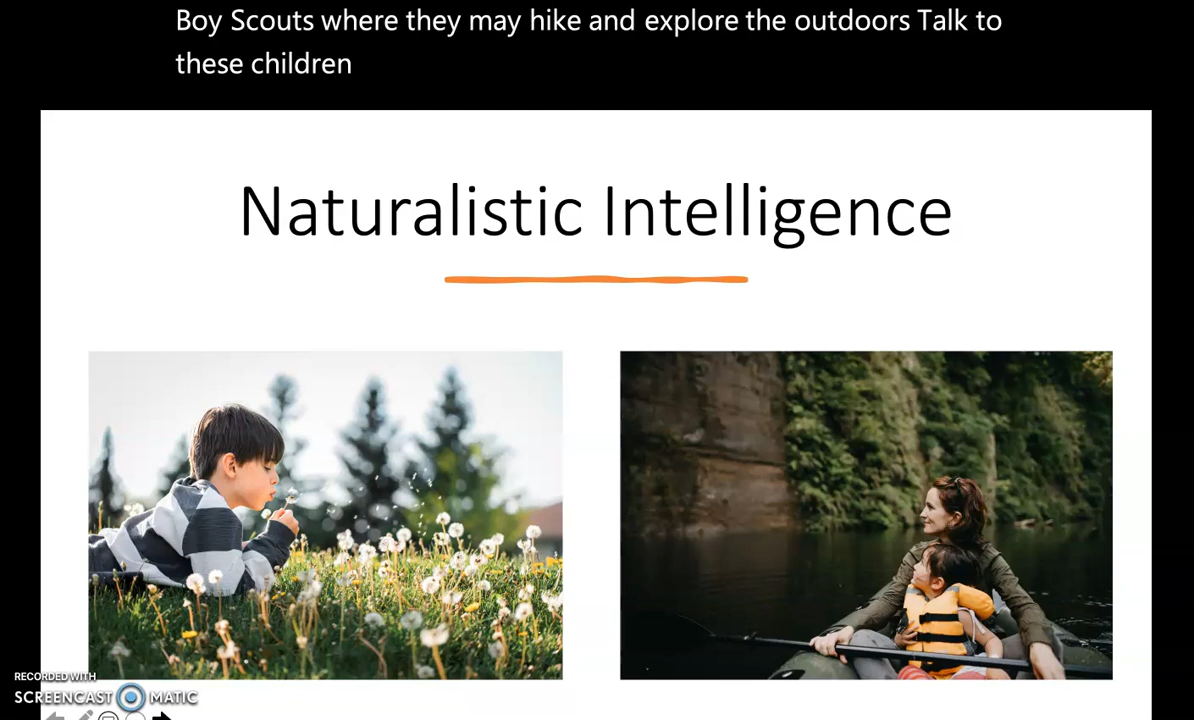 Boy Scouts where they may hike and explore the outdoors Talk to
these children
Naturalistic Intelligence
RECORDED WITH
SCREENCAST MATIC